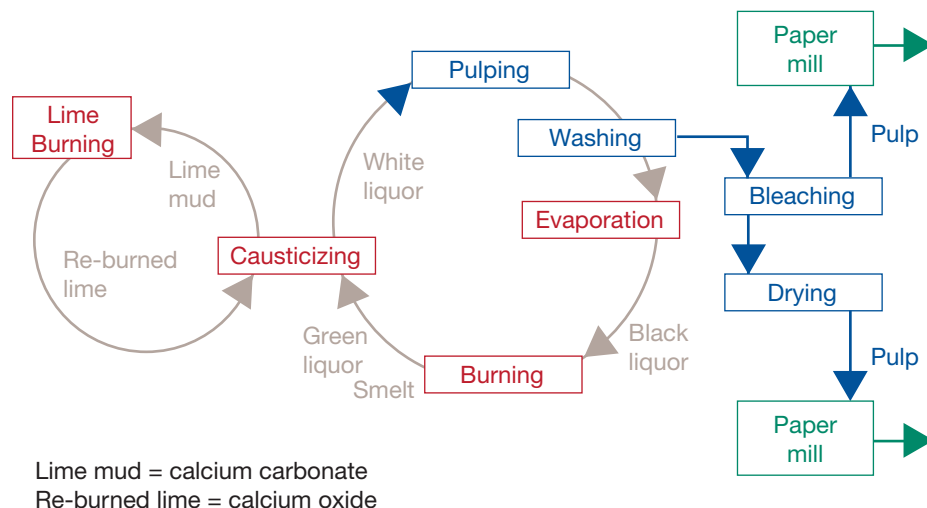 Paper
mill
Pulping
Lime
Burning
Washing
Pulp
Lime
mud
White
liquor
Bleaching
Evaporation
Causticizing
Re-burned
lime
Drying
Green
liquor
Smelt
Black
liquor
Burning
Pulp
Paper
mill
Lime mud = calcium carbonate
Re-burned lime = calcium oxide